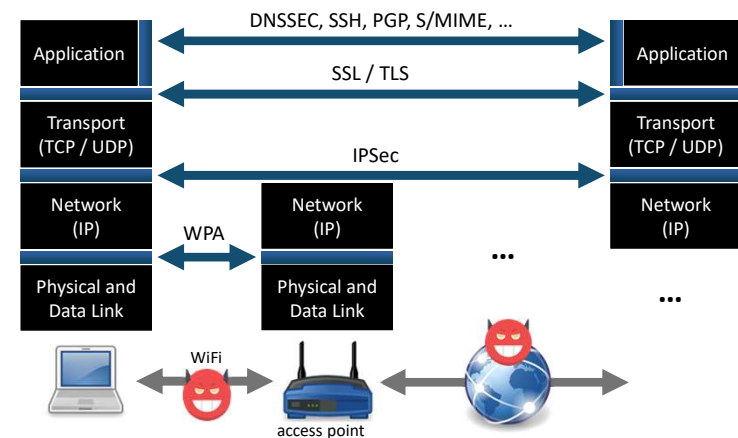 DNSSEC, SSH, PGP, S/MIME, ...
Application
Application
SSL / TLS
Transport
(TCP / UDP)
Transport
(TCP / UDP)
IPSec
Network
(IP)
Network
(IP)
Network
(IP)
WPA
...
Physical and
Data Link
Physical and
Data Link
...
WiFi
access point